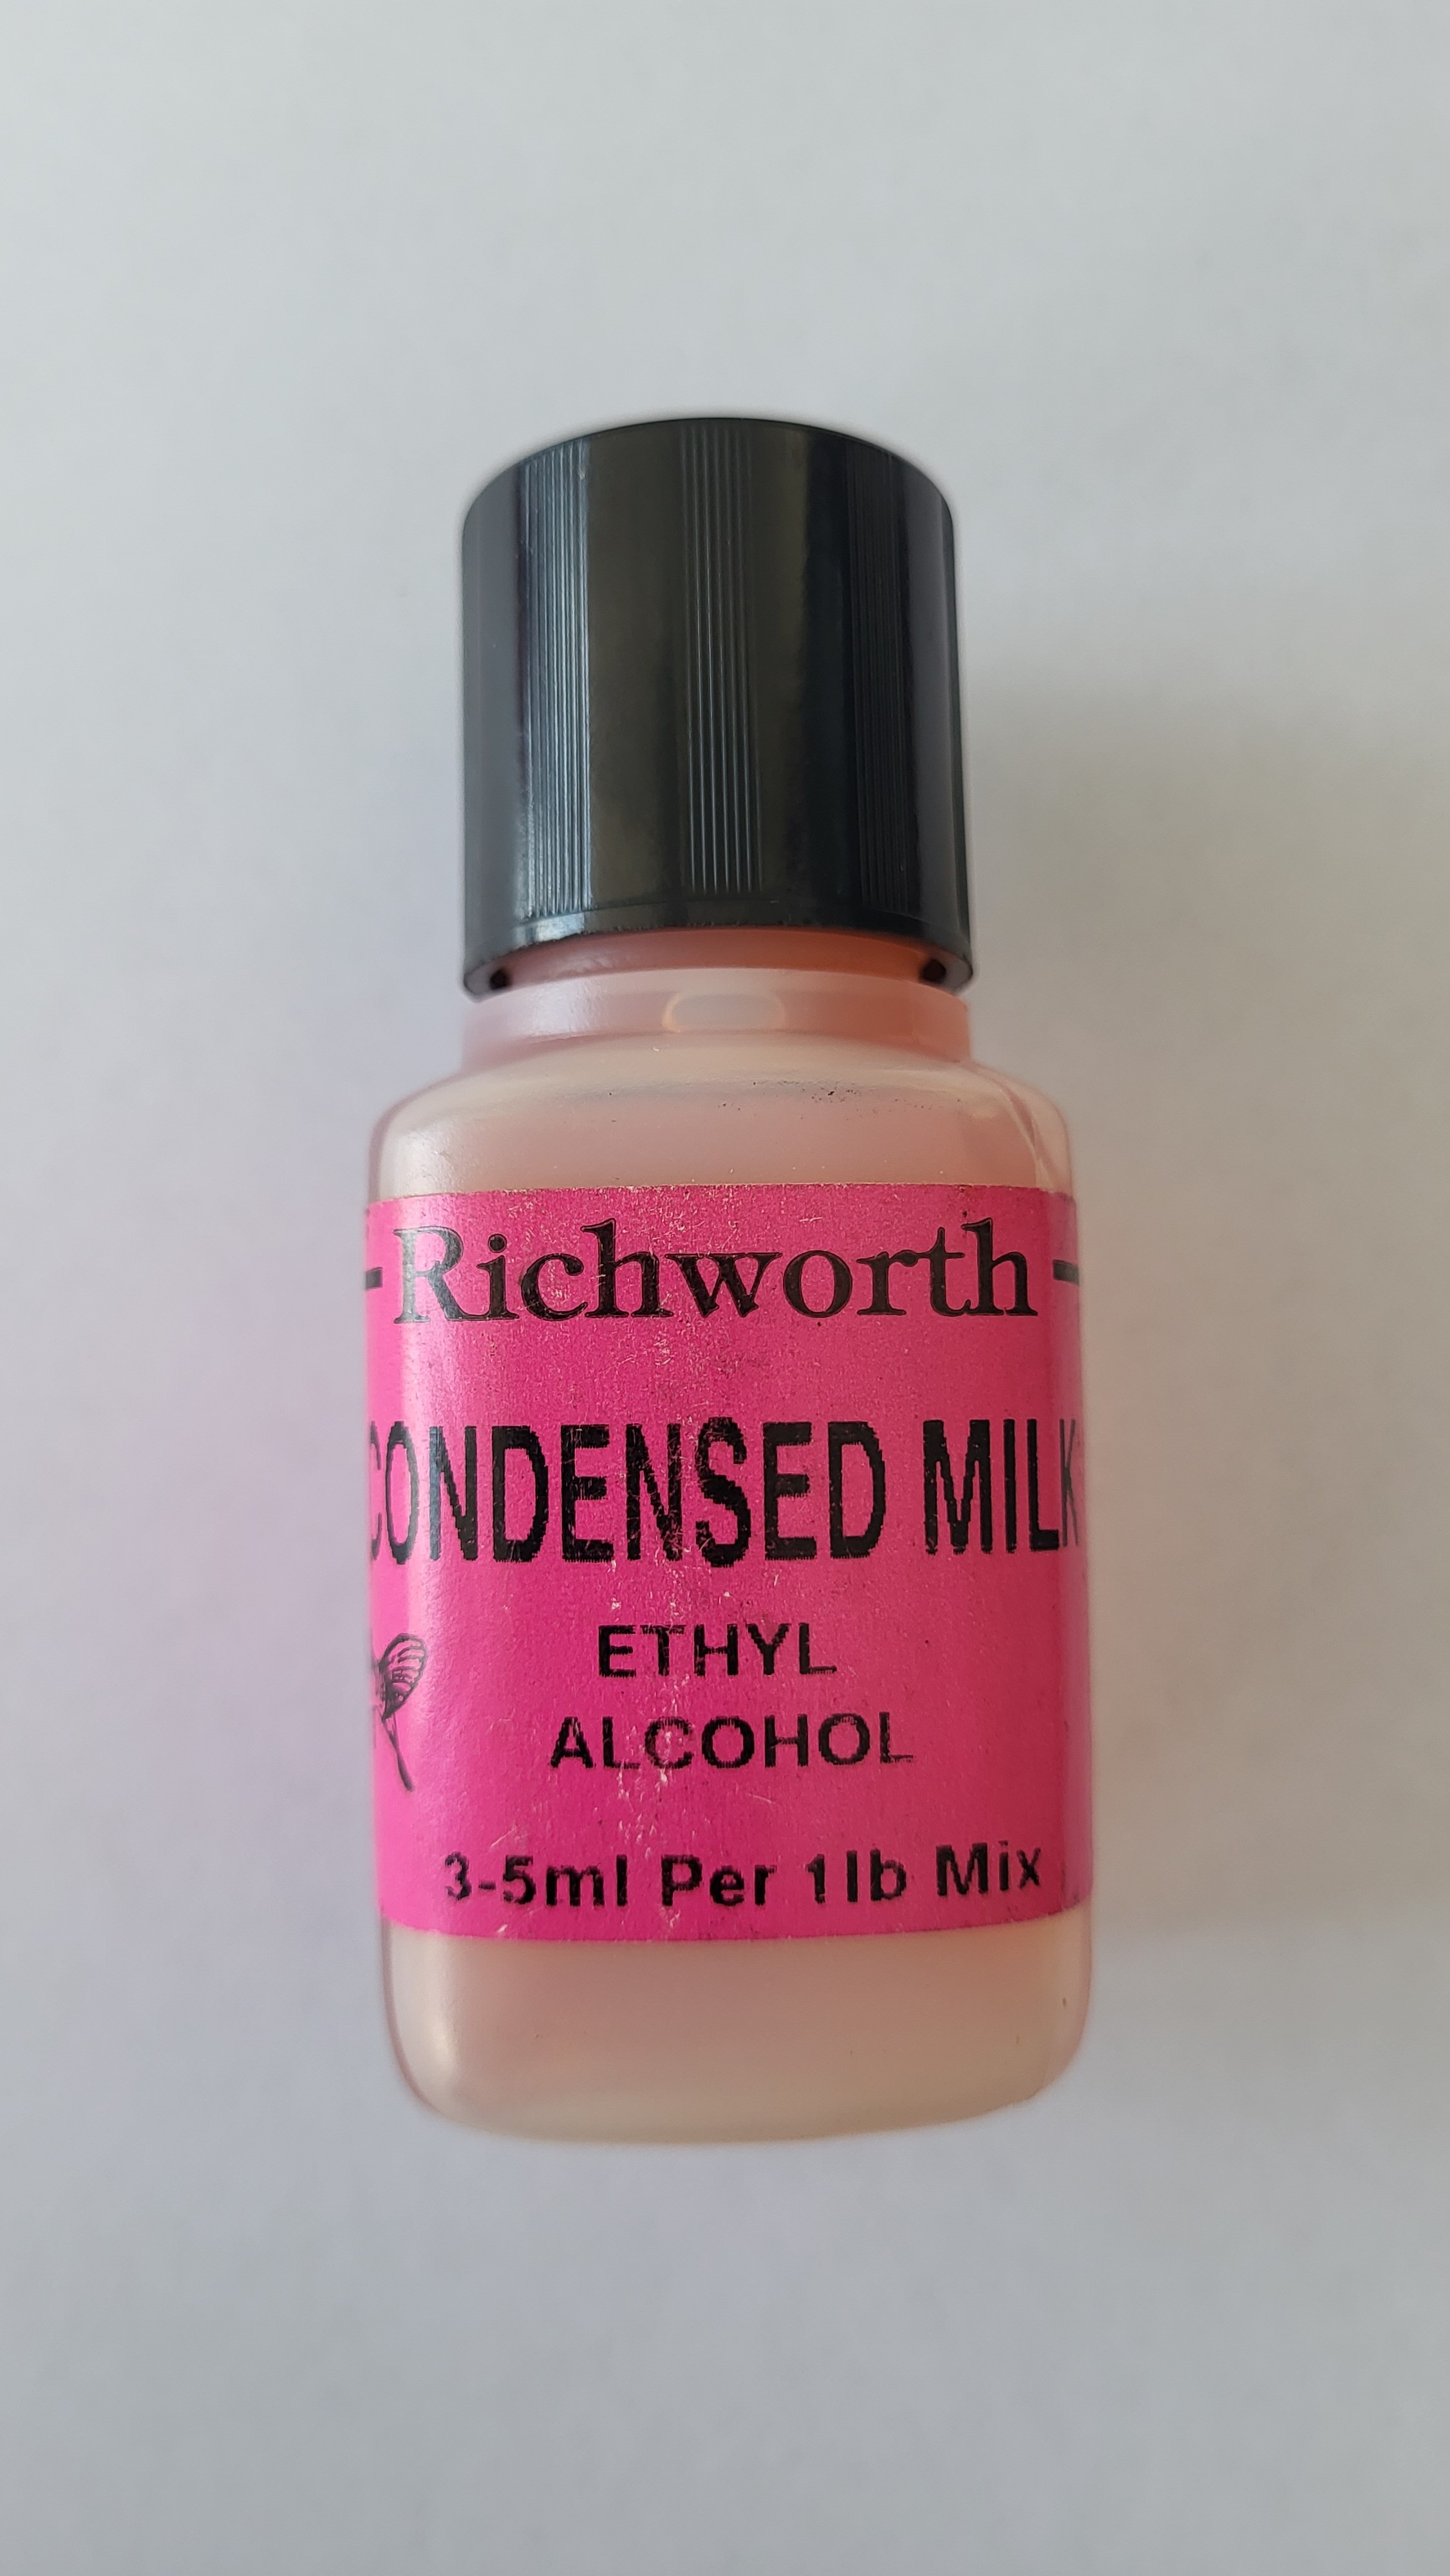 -Richworth-
CONDENSED MILK
ETHYL
ALCOHOL
3-5ml Per 1lb Mix